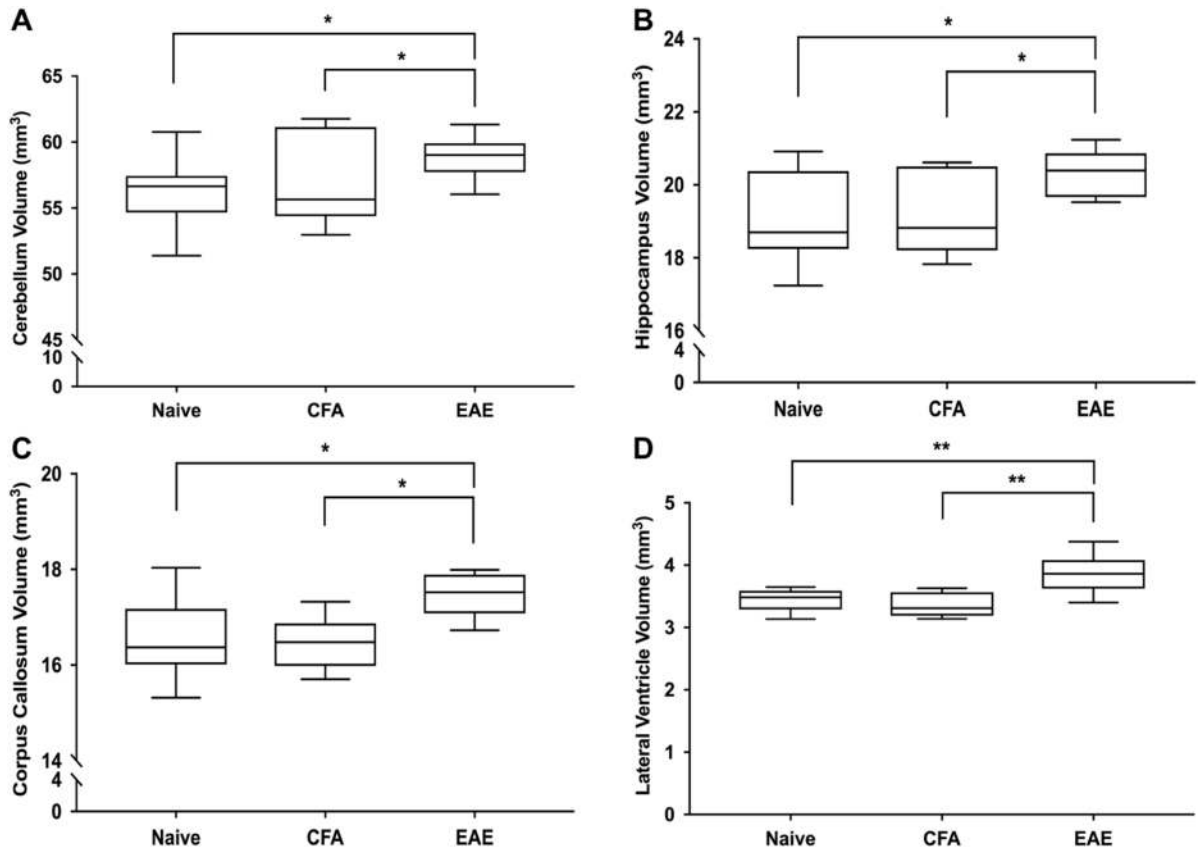 A
*
*
Cerebellum Volume (mm³)
65
60
55
50
45
10
0
Naive CFA EAE
B
*
*
Hippocampus Volume (mm³)
24
22
20
18
16
4
0
Naive CFA EAE
C
*
*
Corpus Callosum Volume (mm³)
20
18
16
14
4
0
Naive CFA EAE
D
**
**
Lateral Ventricle Volume (mm³)
5
4
3
2
1
0
Naive CFA EAE